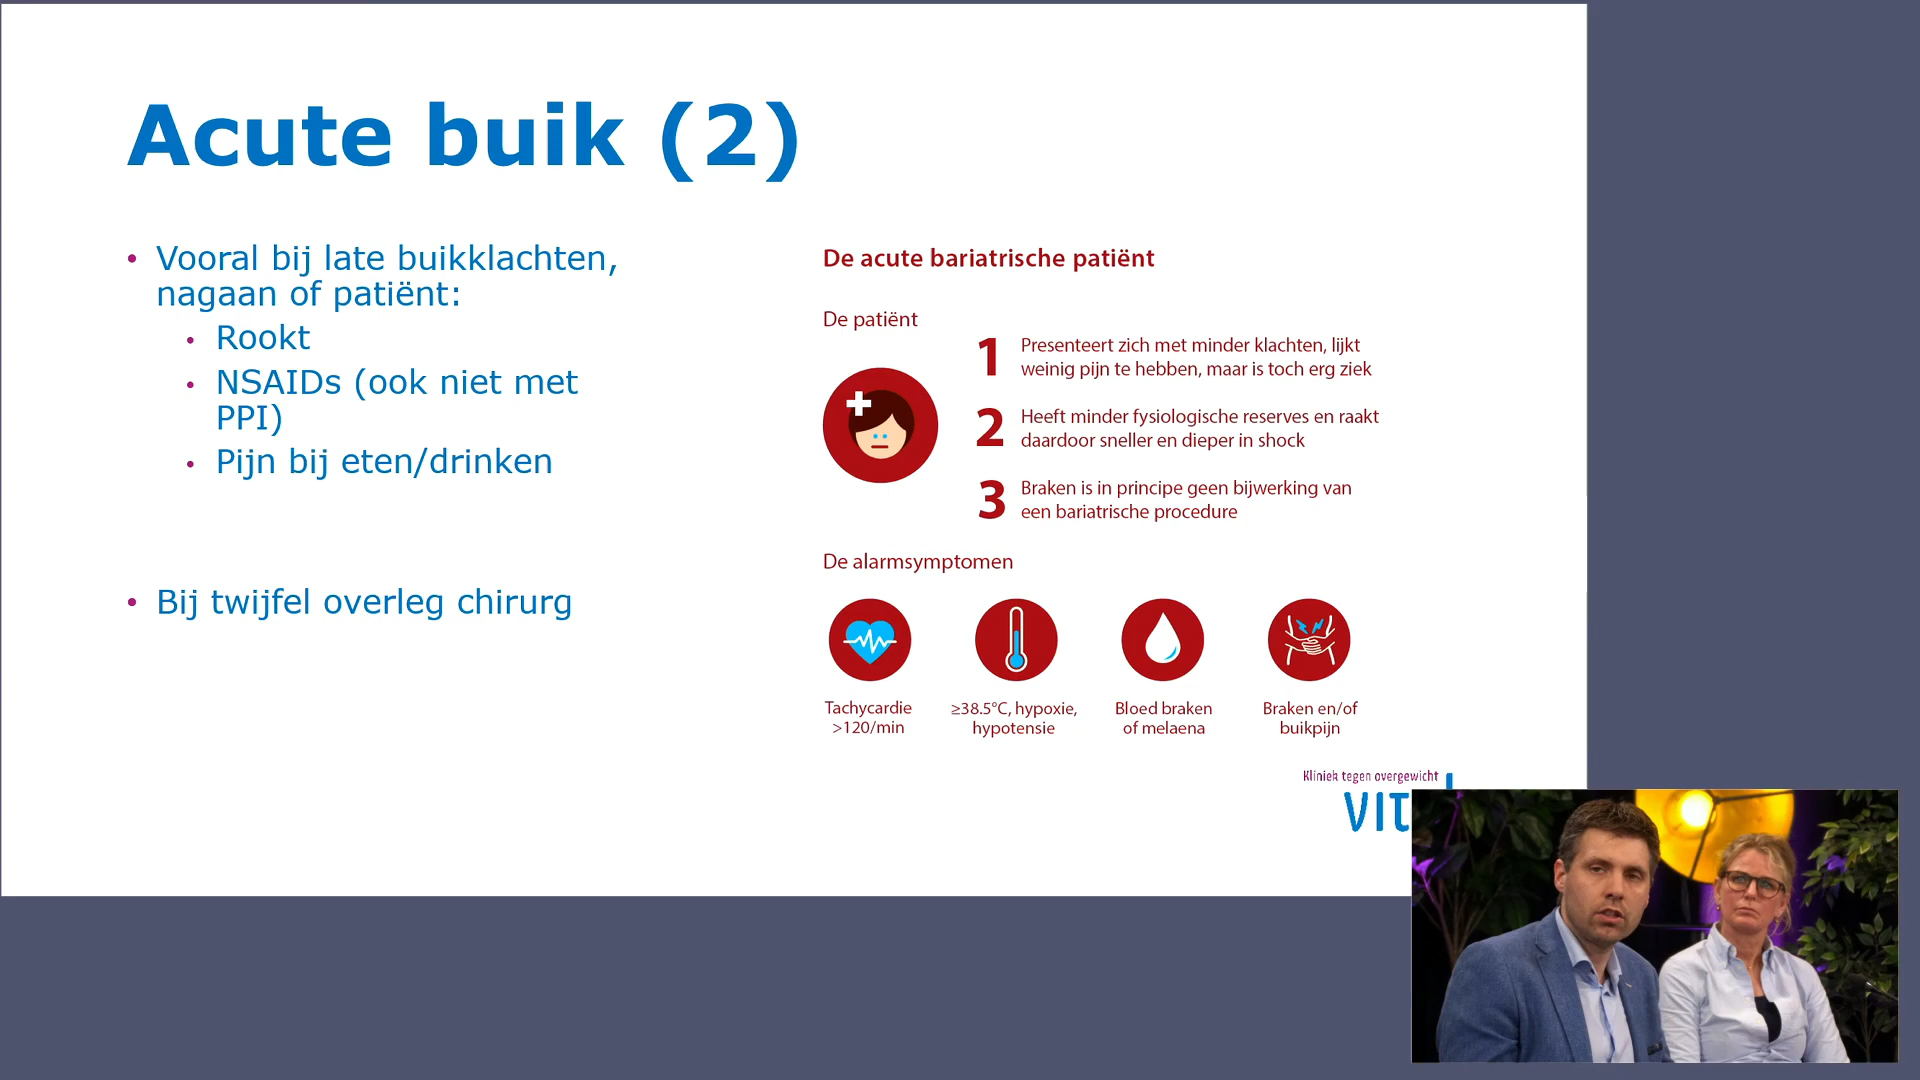 Acute buik (2)
• Vooral bij late buikklachten,
nagaan of patiënt:
• Rookt
• NSAIDs (ook niet met
PPI)
• Pijn bij eten/drinken
• Bij twijfel overleg chirurg
De acute bariatrische patiënt
De patiënt
1 Presenteert zich met minder klachten, lijkt
weinig pijn te hebben, maar is toch erg ziek
2 Heeft minder fysiologische reserves en raakt
daardoor sneller en dieper in shock
3 Braken is in principe geen bijwerking van
een bariatrische procedure
De alarmsymptomen
Tachycardie
>120/min
≥38.5°C, hypoxie,
hypotensie
Bloed braken
of melaena
Braken en/of
buikpijn
Kliniek tegen overgewicht